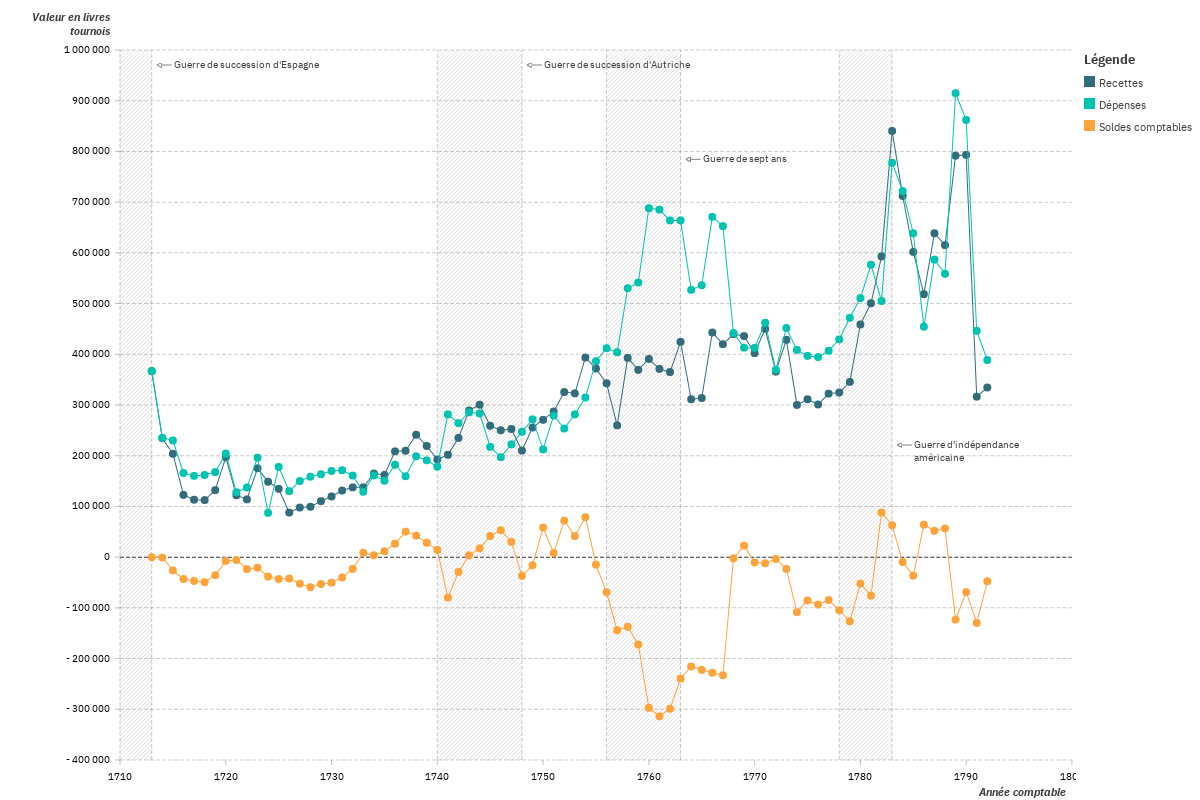 Valeur en livres
tournois
1 000 000
900 000
800 000
700 000
600 000
500 000
400 000
300 000
200 000
100 000
0
- 100 000
- 200 000
- 300 000
- 400 000
Guerre de succession d'Espagne
Guerre de succession d'Autriche
Guerre de sept ans
Guerre d'indépendance
américaine
1710
1720
1730
1740
1750
1760
1770
1780
1790
180
Année comptable
Légende
Recettes
Dépenses
Soldes comptables